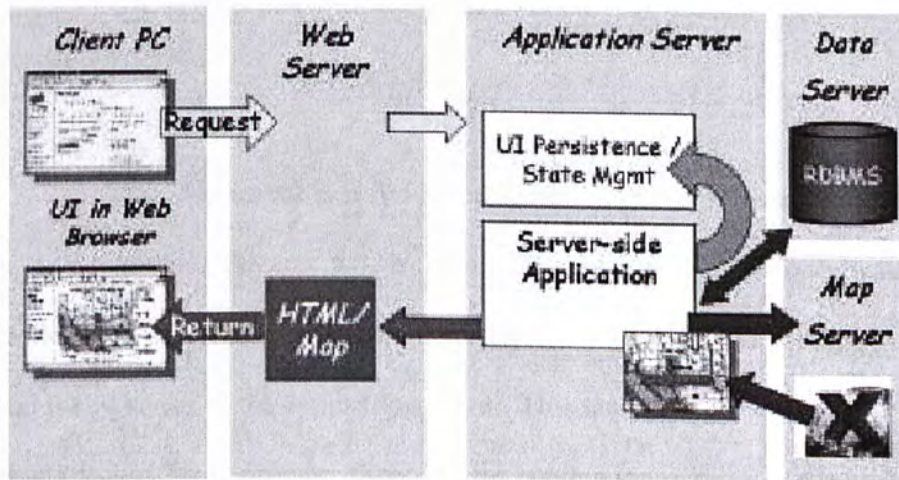 Client PC
Web
Server
Application Server
Data
Server
Request
UI Persistence /
State Mgmt
RDBMS
UI in Web
Browser
Server-side
Application
Map
Server
Return
HTML/
Map